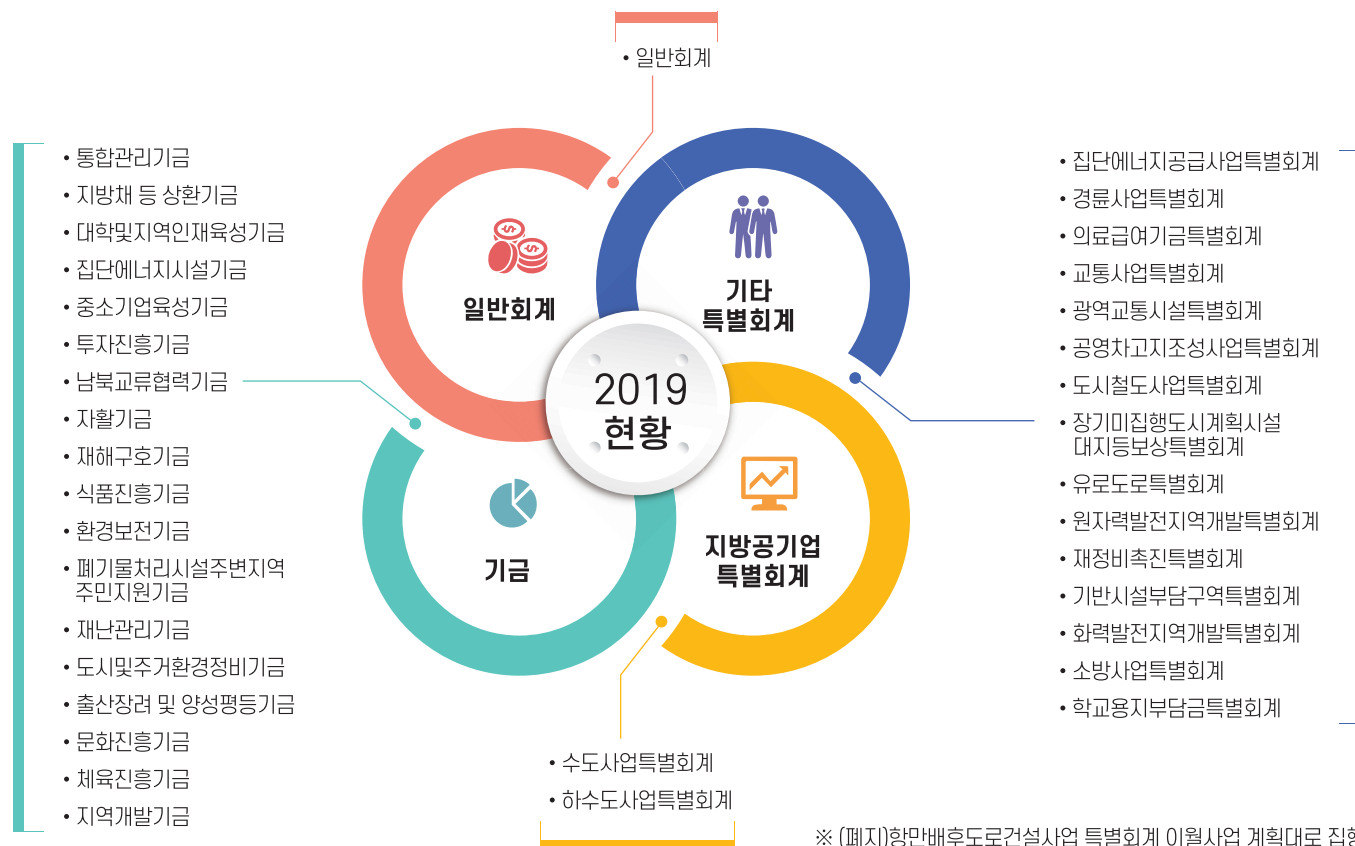 • 일반회계
• 통합관리기금
• 지방채 등 상환기금
• 대학및지역인재육성기금
• 집단에너지시설기금
• 중소기업육성기금
• 투자진흥기금
• 남북교류협력기금
• 자활기금
• 재해구호기금
• 식품진흥기금
• 환경보전기금
• 폐기물처리시설주변지역
주민지원기금
• 재난관리기금
• 도시및주거환경정비기금
• 출산장려 및 양성평등기금
• 문화진흥기금
• 체육진흥기금
• 지역개발기금
일반회계
기타
특별회계
2019
현황
기금
지방공기업
특별회계
• 집단에너지공급사업특별회계
• 경륜사업특별회계
• 의료급여기금특별회계
• 교통사업특별회계
• 광역교통시설특별회계
• 공영차고지조성사업특별회계
• 도시철도사업특별회계
• 장기미집행도시계획시설
대지등보상특별회계
• 유로도로특별회계
• 원자력발전지역개발특별회계
• 재정비촉진특별회계
• 기반시설부담구역특별회계
• 화력발전지역개발특별회계
• 소방사업특별회계
• 학교용지부담금특별회계
• 수도사업특별회계
• 하수도사업특별회계
※ (폐지)항만배후도로건설사업 특별회계 이월사업 계획대로 집행